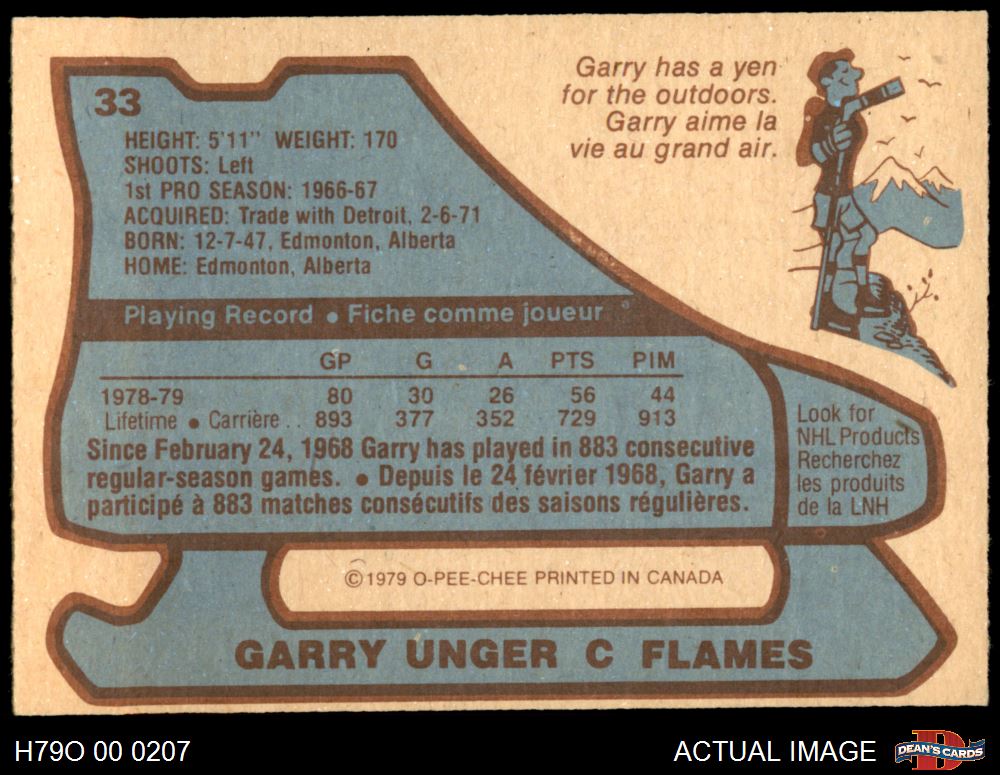 Garry has a yen
for the outdoors.
Garry aime la
vie au grand air.
33
HEIGHT: 5'11" WEIGHT: 170
SHOOTS: Left
1st PRO SEASON: 1966-67
ACQUIRED: Trade with Detroit, 2-6-71
BORN: 12-7-47, Edmonton, Alberta
HOME: Edmonton, Alberta
Playing Record • Fiche comme joueur
GP G A PTS PIM
1978-79 80 30 26 56 44
Lifetime • Carrière . . 893 377 352 729 913
Since February 24, 1968 Garry has played in 883 consecutive
regular-season games. • Depuis le 24 février 1968, Garry a
participé à 883 matches consécutifs des saisons régulières.
Look for
NHL Products
Recherchez
les produits
de la LNH
©1979 O-PEE-CHEE PRINTED IN CANADA
GARRY UNGER C FLAMES
H79O 00 0207
ACTUAL IMAGE
D
DEAN'S CARDS